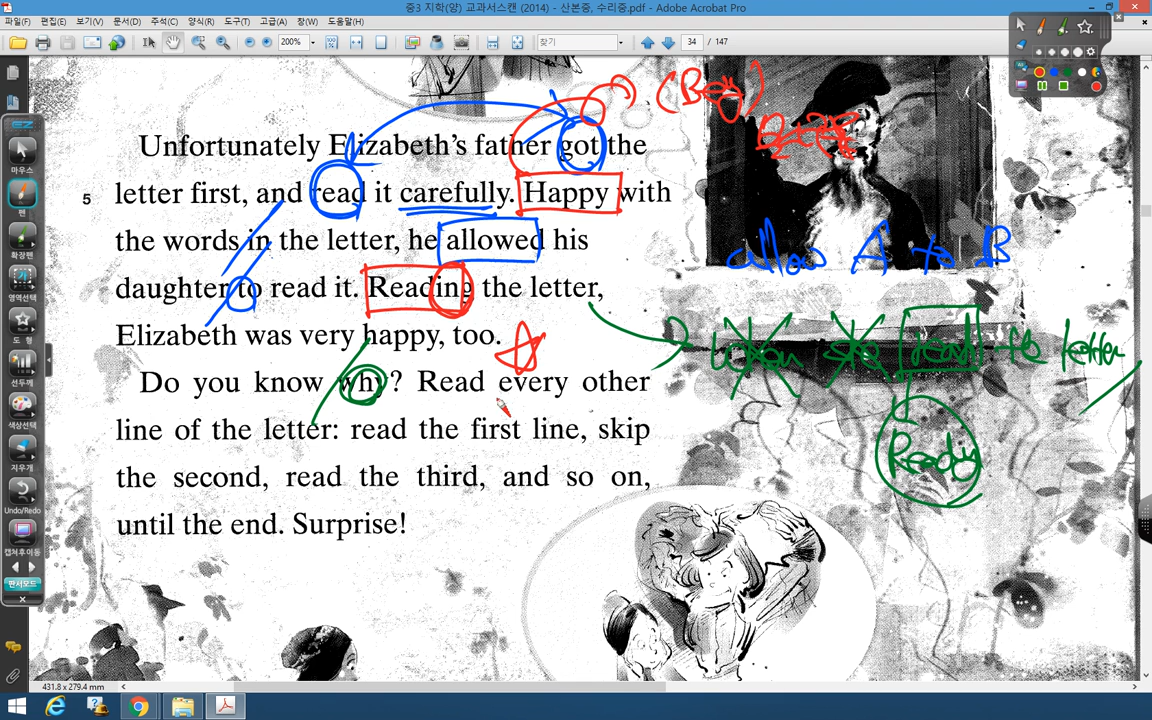 중3 지학(양) 교과서스캔 (2014) - 산본중, 수리중.pdf - Adobe Acrobat Pro
파일(F) 편집(E) 보기(V) 문서(D) 주석(C) 양식(R) 도구(T) 고급(A) 창(W) 도움말(H)
200% 찾기 34 / 147
EZ
마우스
펜
확장펜
영역선택
도 형
선두께
색상선택
지우개
Undo/Redo
캡쳐후이동
판서모드
Unfortunately Elizabeth's father got the
5 letter first, and read it carefully. Happy with
the words in the letter, he allowed his
daughter to read it. Reading the letter,
Elizabeth was very happy, too.
Do you know why? Read every other
line of the letter: read the first line, skip
the second, read the third, and so on,
until the end. Surprise!
allow A to B
she the letter
431.8 x 279.4 mm